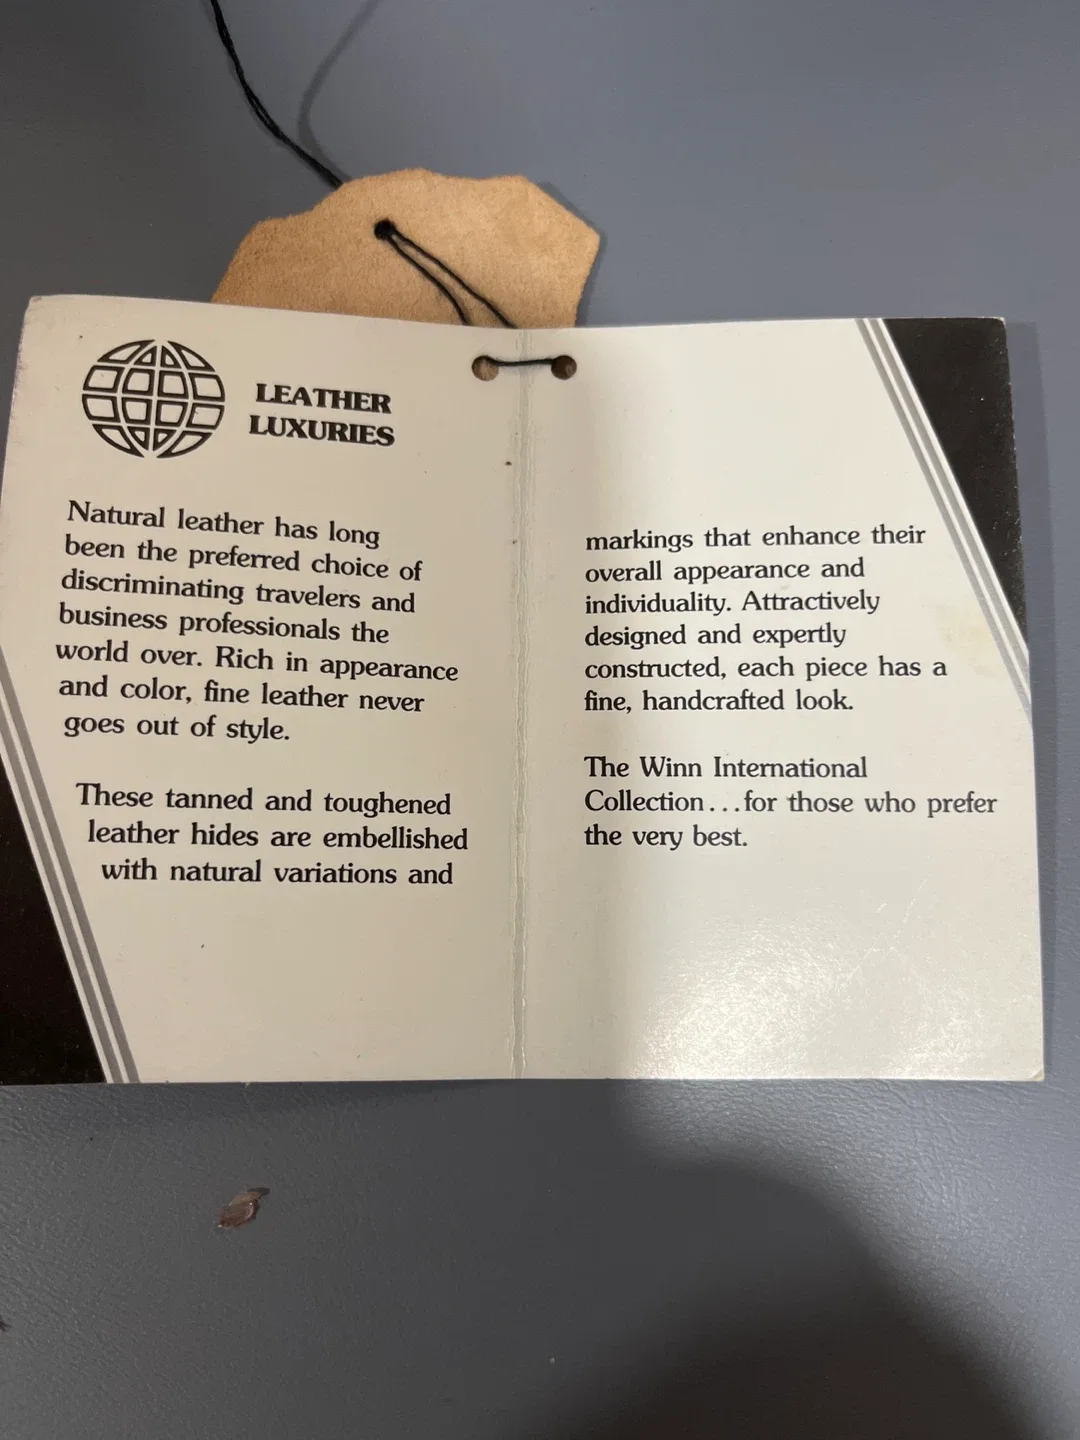 LEATHER
LUXURIES
Natural leather has long
been the preferred choice of
discriminating travelers and
business professionals the
world over. Rich in appearance
and color, fine leather never
goes out of style.
These tanned and toughened
leather hides are embellished
with natural variations and
markings that enhance their
overall appearance and
individuality. Attractively
designed and expertly
constructed, each piece has a
fine, handcrafted look.
The Winn International
Collection...for those who prefer
the very best.